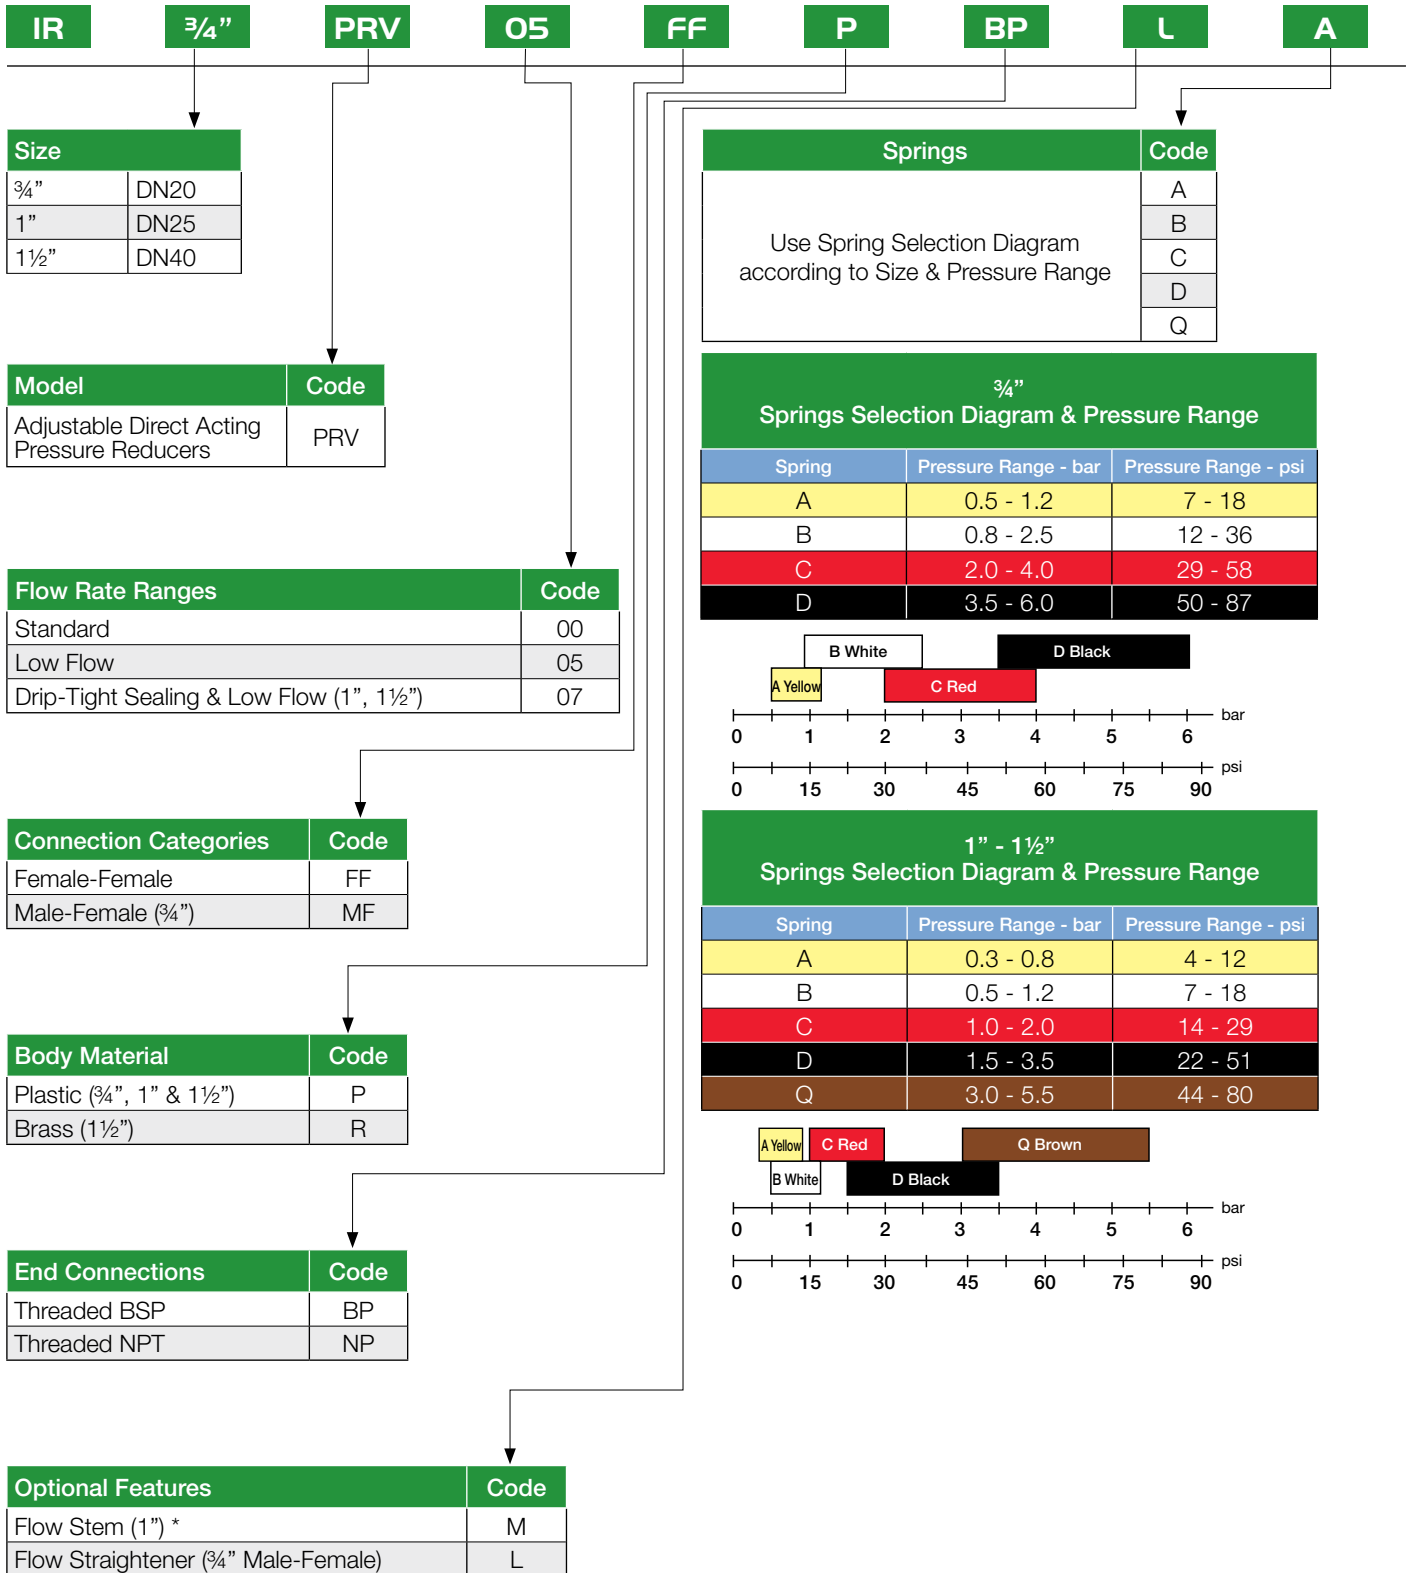 IR ¾” PRV 05 FF P BP L A
Size
¾” DN20
1” DN25
1½” DN40
Model Code
Adjustable Direct Acting
Pressure Reducers
PRV
Flow Rate Ranges Code
Standard 00
Low Flow 05
Drip-Tight Sealing & Low Flow (1”, 1½”) 07
Connection Categories Code
Female-Female FF
Male-Female (¾”) MF
Body Material Code
Plastic (¾”, 1” & 1½”) P
Brass (1½”) R
End Connections Code
Threaded BSP BP
Threaded NPT NP
Optional Features Code
Flow Stem (1”) * M
Flow Straightener (¾” Male-Female) L
Springs Code
Use Spring Selection Diagram
according to Size & Pressure Range
A
B
C
D
Q
¾”
Springs Selection Diagram & Pressure Range
Spring Pressure Range - bar Pressure Range - psi
A 0.5 - 1.2 7 - 18
B 0.8 - 2.5 12 - 36
C 2.0 - 4.0 29 - 58
D 3.5 - 6.0 50 - 87
B White D Black
A Yellow C Red
bar
0 1 2 3 4 5 6
psi
0 15 30 45 60 75 90
1” - 1½”
Springs Selection Diagram & Pressure Range
Spring Pressure Range - bar Pressure Range - psi
A 0.3 - 0.8 4 - 12
B 0.5 - 1.2 7 - 18
C 1.0 - 2.0 14 - 29
D 1.5 - 3.5 22 - 51
Q 3.0 - 5.5 44 - 80
A Yellow C Red Q Brown
B White D Black
bar
0 1 2 3 4 5 6
psi
0 15 30 45 60 75 90